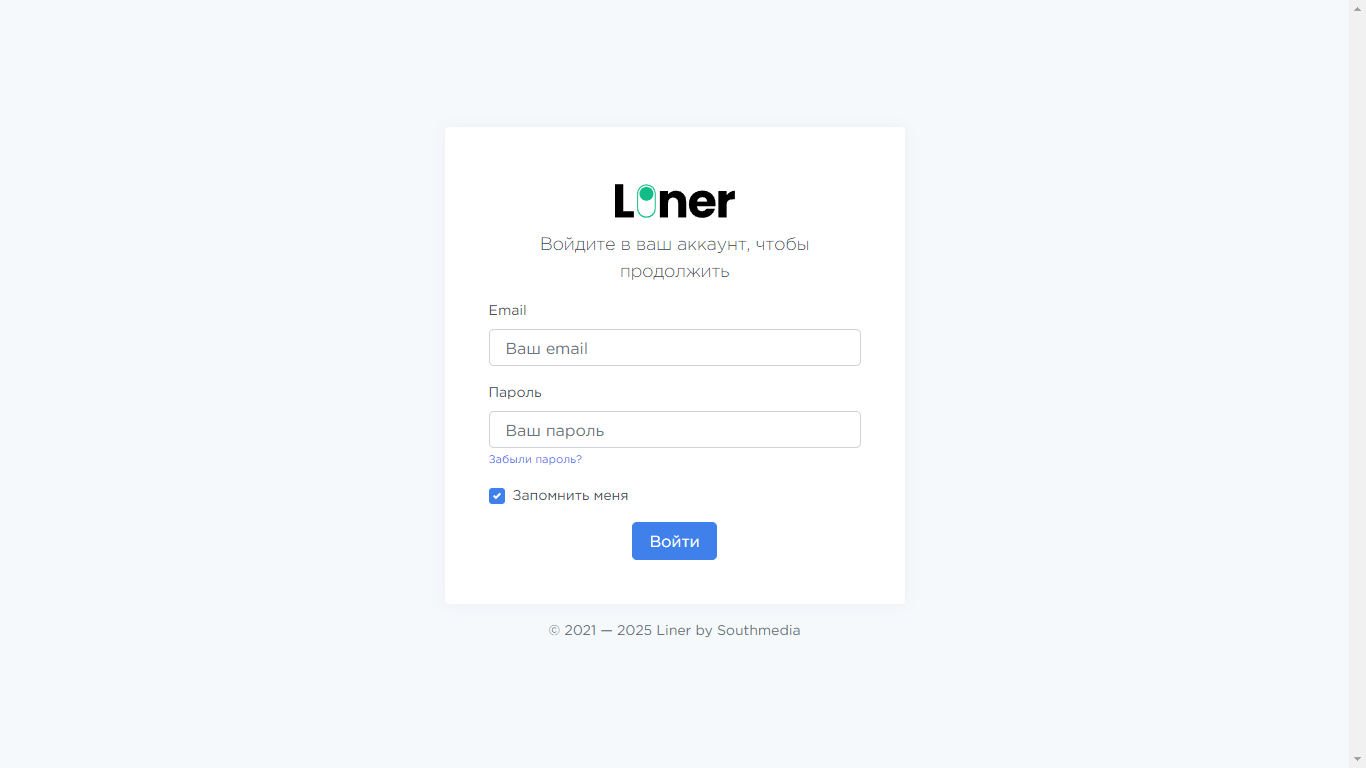 Liner
Войдите в ваш аккаунт, чтобы
продолжить
Email
Ваш email
Пароль
Ваш пароль
Забыли пароль?
Запомнить меня
Войти
© 2021 — 2025 Liner by Southmedia